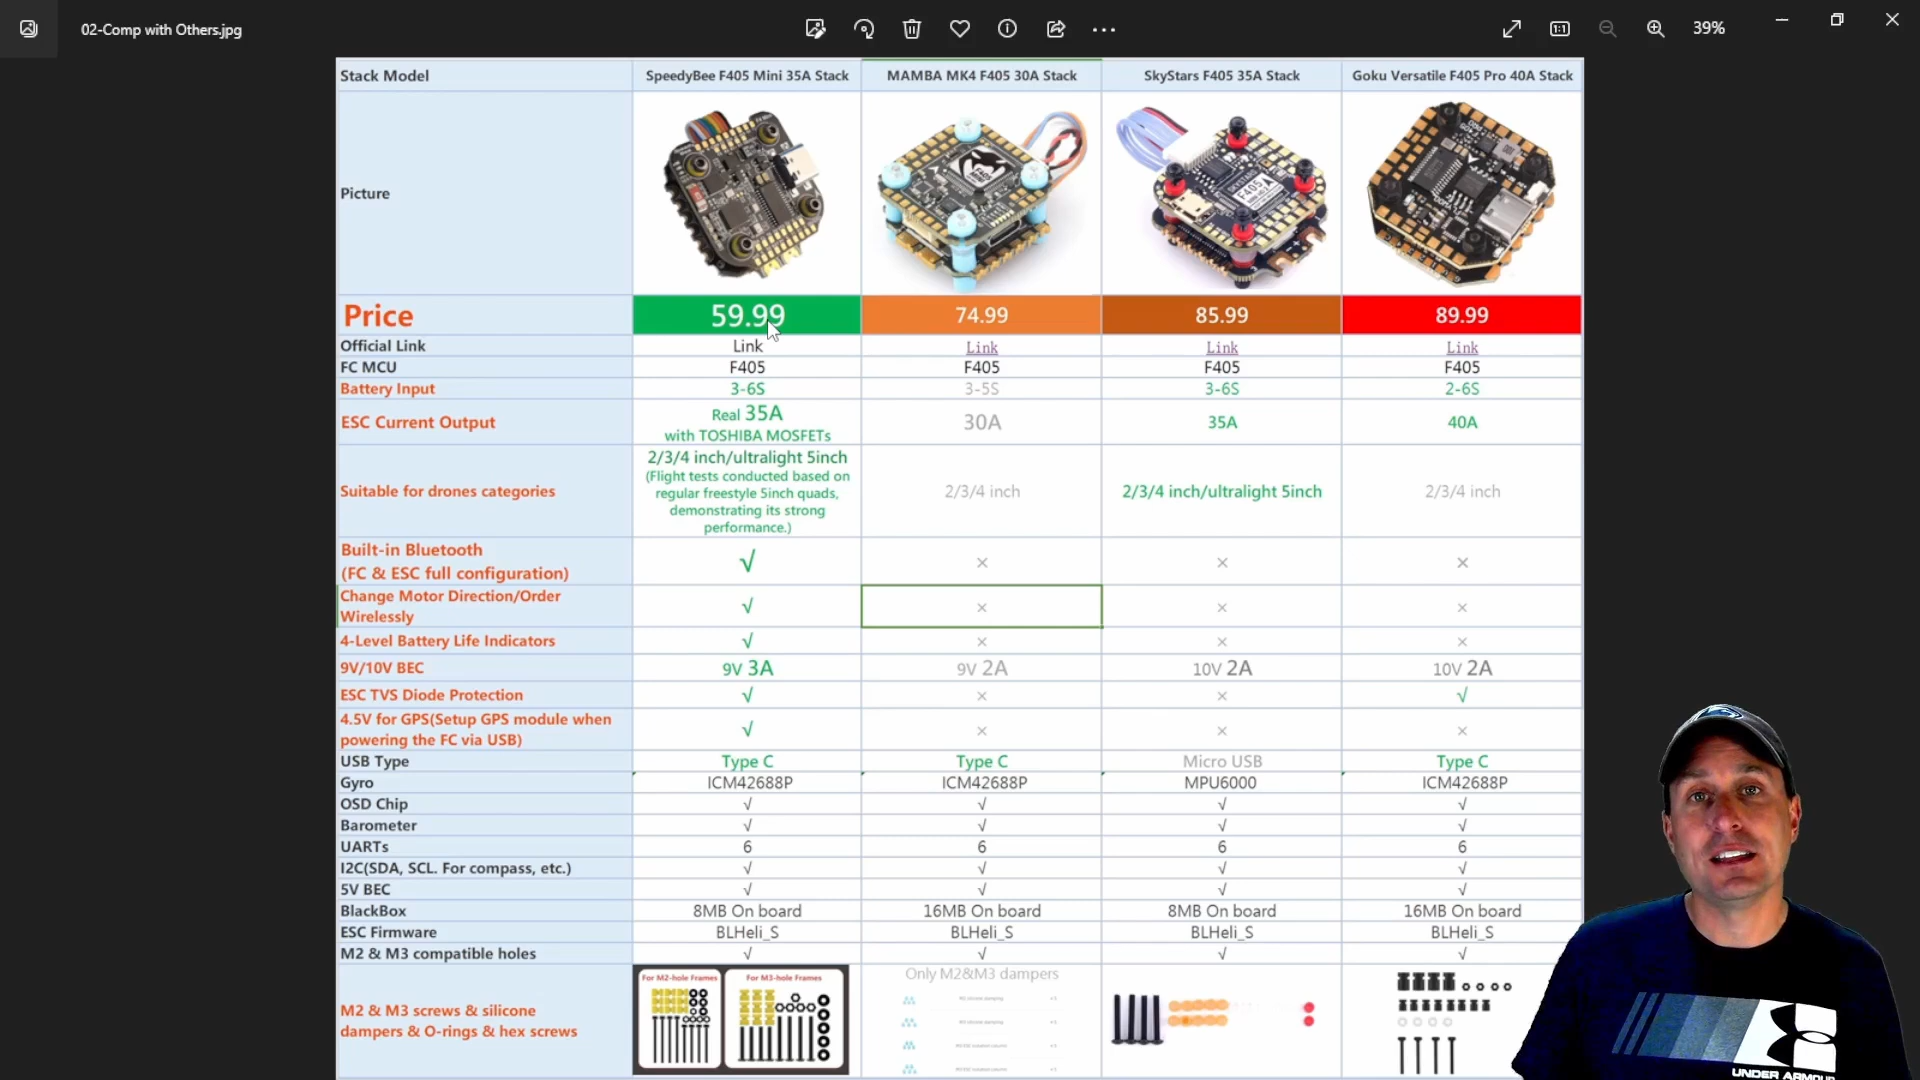 02-Comp with Others.jpg
39%
Stack Model SpeedyBee F405 Mini 35A Stack MAMBA MK4 F405 30A Stack SkyStars F405 35A Stack Goku Versatile F405 Pro 40A Stack
Picture
Price 59.99 74.99 85.99 89.99
Official Link Link Link Link Link
FC MCU F405 F405 F405 F405
Battery Input 3-6S 3-5S 3-6S 2-6S
ESC Current Output Real 35A with TOSHIBA MOSFETs 30A 35A 40A
2/3/4 inch/ultralight 5inch
(Flight tests conducted based on
regular freestyle 5inch quads,
demonstrating its strong
performance.)
Suitable for drones categories 2/3/4 inch 2/3/4 inch/ultralight 5inch 2/3/4 inch
Built-in Bluetooth
(FC & ESC full configuration) √ × × ×
Change Motor Direction/Order
Wirelessly √ × × ×
4-Level Battery Life Indicators √ × × ×
9V/10V BEC 9V 3A 9V 2A 10V 2A 10V 2A
ESC TVS Diode Protection √ × × √
4.5V for GPS(Setup GPS module when
powering the FC via USB) √ × × ×
USB Type Type C Type C Micro USB Type C
Gyro ICM42688P ICM42688P MPU6000 ICM42688P
OSD Chip √ √ √ √
Barometer √ √ √ √
UARTs 6 6 6 6
I2C(SDA, SCL. For compass, etc.) √ √ √ √
5V BEC √ √ √ √
BlackBox 8MB On board 16MB On board 8MB On board 16MB On board
ESC Firmware BLHeli_S BLHeli_S BLHeli_S BLHeli_S
M2 & M3 compatible holes √ √ √ √
M2 & M3 screws & silicone
dampers & O-rings & hex screws
For M2-hole Frames For M3-hole Frames
Only M2&M3 dampers
UNDER ARMOUR